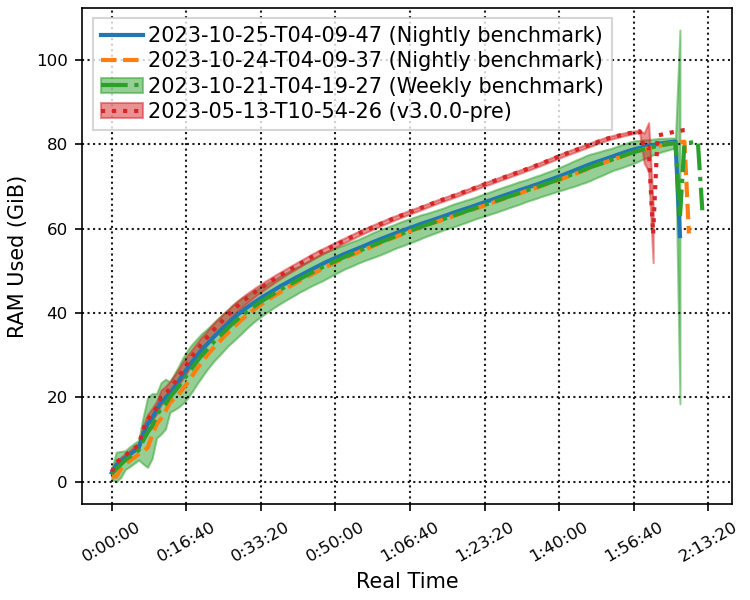 2023-10-25-T04-09-47 (Nightly benchmark)
2023-10-24-T04-09-37 (Nightly benchmark)
2023-10-21-T04-19-27 (Weekly benchmark)
2023-05-13-T10-54-26 (v3.0.0-pre)
RAM Used (GiB)
100
80
60
40
20
0
0:00:00
0:16:40
0:33:20
0:50:00
1:06:40
1:23:20
1:40:00
1:56:40
2:13:20
Real Time